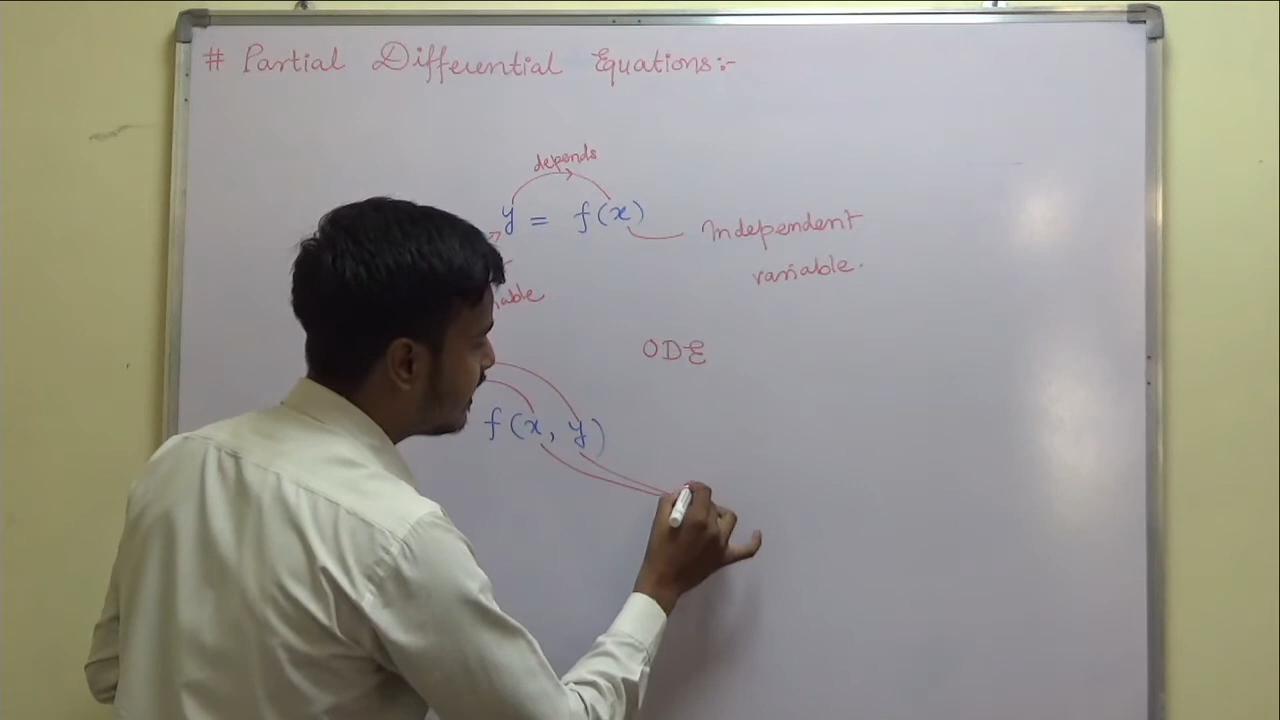 # Partial Differential Equations:-
depends
y = f(x)
Independent
variable.
ODE
f(x, y)